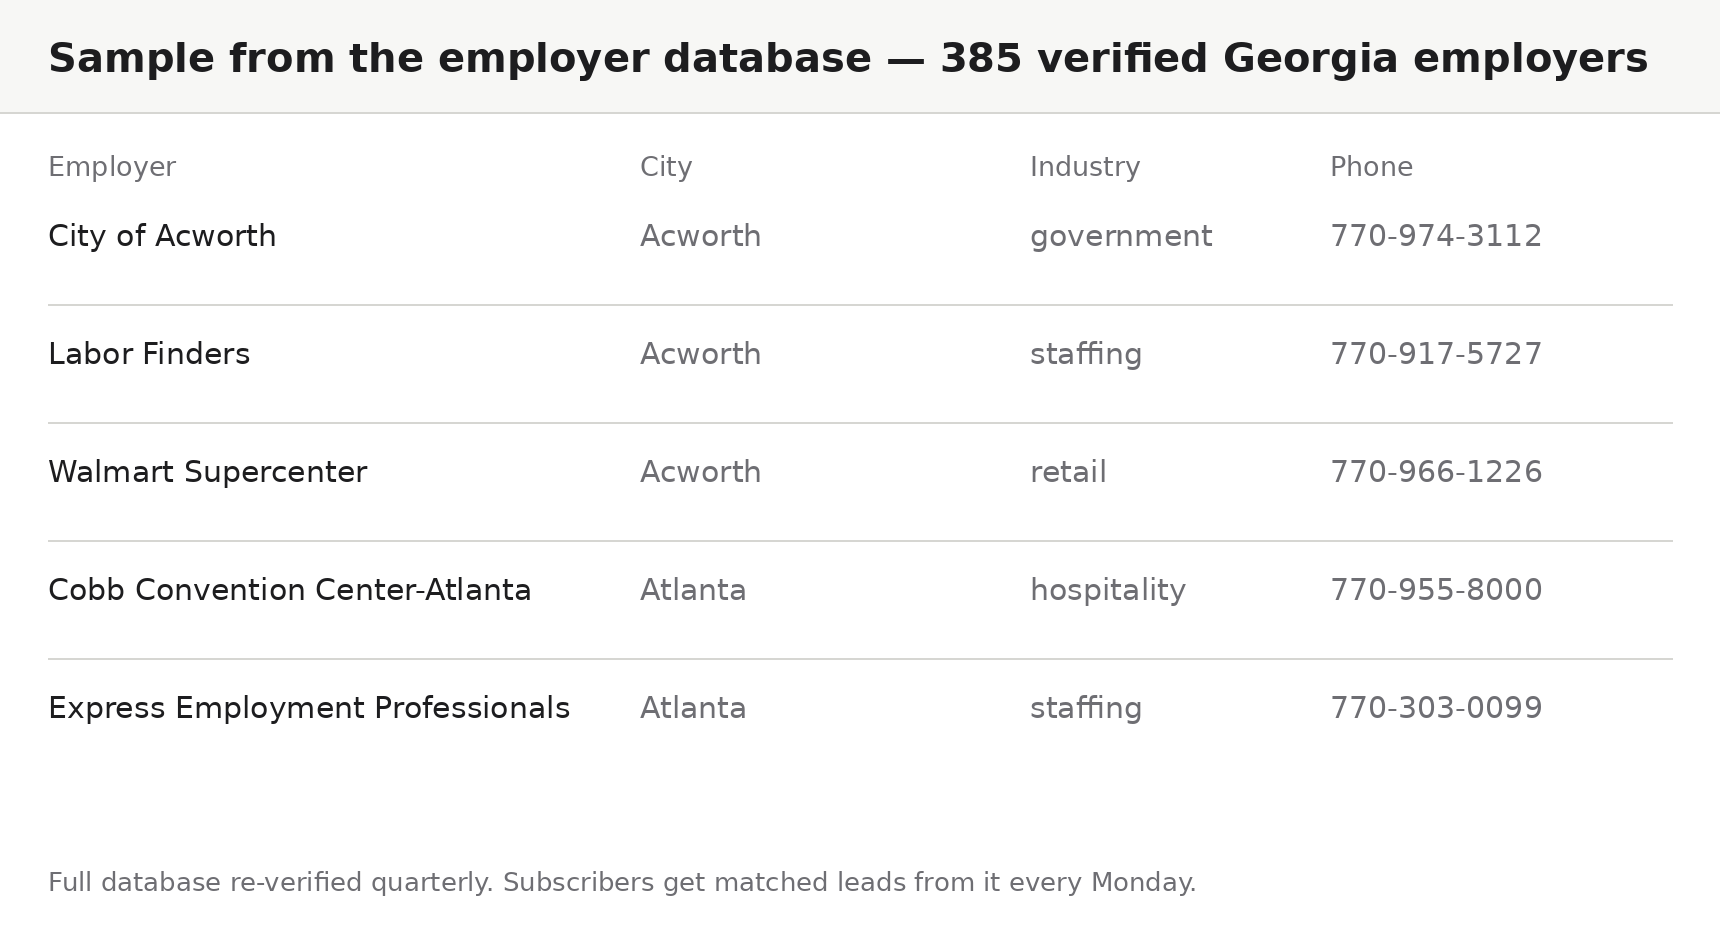 Sample from the employer database — 385 verified Georgia employers
Employer City Industry Phone
City of Acworth Acworth government 770-974-3112
Labor Finders Acworth staffing 770-917-5727
Walmart Supercenter Acworth retail 770-966-1226
Cobb Convention Center-Atlanta Atlanta hospitality 770-955-8000
Express Employment Professionals Atlanta staffing 770-303-0099
Full database re-verified quarterly. Subscribers get matched leads from it every Monday.